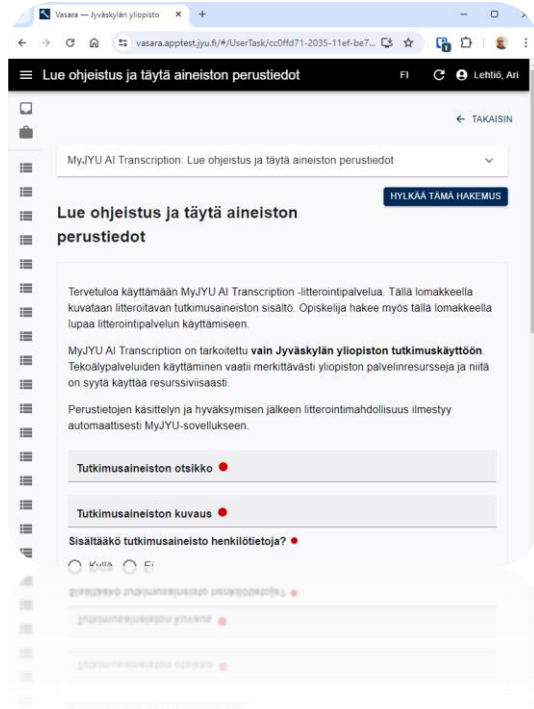 Vasara — Jyväskylän yliopisto
vasara.apptest.jyu.fi/#/UserTask/cc0ffd71-2035-11ef-be7...
Lue ohjeistus ja täytä aineiston perustiedot
FI
Lehtiö, Ari
TAKAISIN
MyJYU AI Transcription: Lue ohjeistus ja täytä aineiston perustiedot
HYLKÄÄ TÄMÄ HAKEMUS
Lue ohjeistus ja täytä aineiston
perustiedot
Tervetuloa käyttämään MyJYU AI Transcription -litterointipalvelua. Tällä lomakkeella
kuvataan litteroitavan tutkimusaineiston sisältö. Opiskelija hakee myös tällä lomakkeella
lupaa litterointipalvelun käyttämiseen.
MyJYU AI Transcription on tarkoitettu vain Jyväskylän yliopiston tutkimuskäyttöön.
Tekoälypalveluiden käyttäminen vaatii merkittävästi yliopiston palvelinresursseja ja niitä
on syytä käyttää resurssiviisaasti.
Perustietojen käsittelyn ja hyväksymisen jälkeen litterointimahdollisuus ilmestyy
automaattisesti MyJYU-sovellukseen.
Tutkimusaineiston otsikko
Tutkimusaineiston kuvaus
Sisältääkö tutkimusaineisto henkilötietoja?
Kyllä Ei